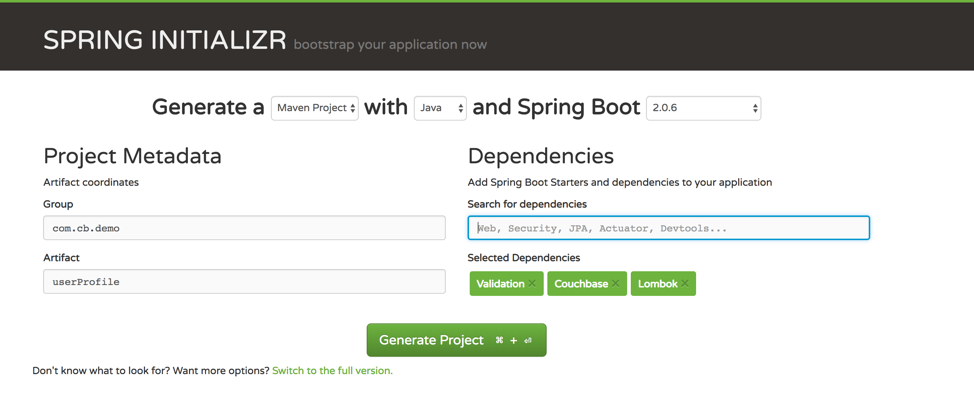 SPRING INITIALIZR bootstrap your application now
Generate a Maven Project with Java and Spring Boot 2.0.6
Project Metadata
Artifact coordinates
Group
com.cb.demo
Artifact
userProfile
Dependencies
Add Spring Boot Starters and dependencies to your application
Search for dependencies
Web, Security, JPA, Actuator, Devtools...
Selected Dependencies
Validation × Couchbase × Lombok ×
Generate Project ⌘ + ⏎
Don't know what to look for? Want more options? Switch to the full version.